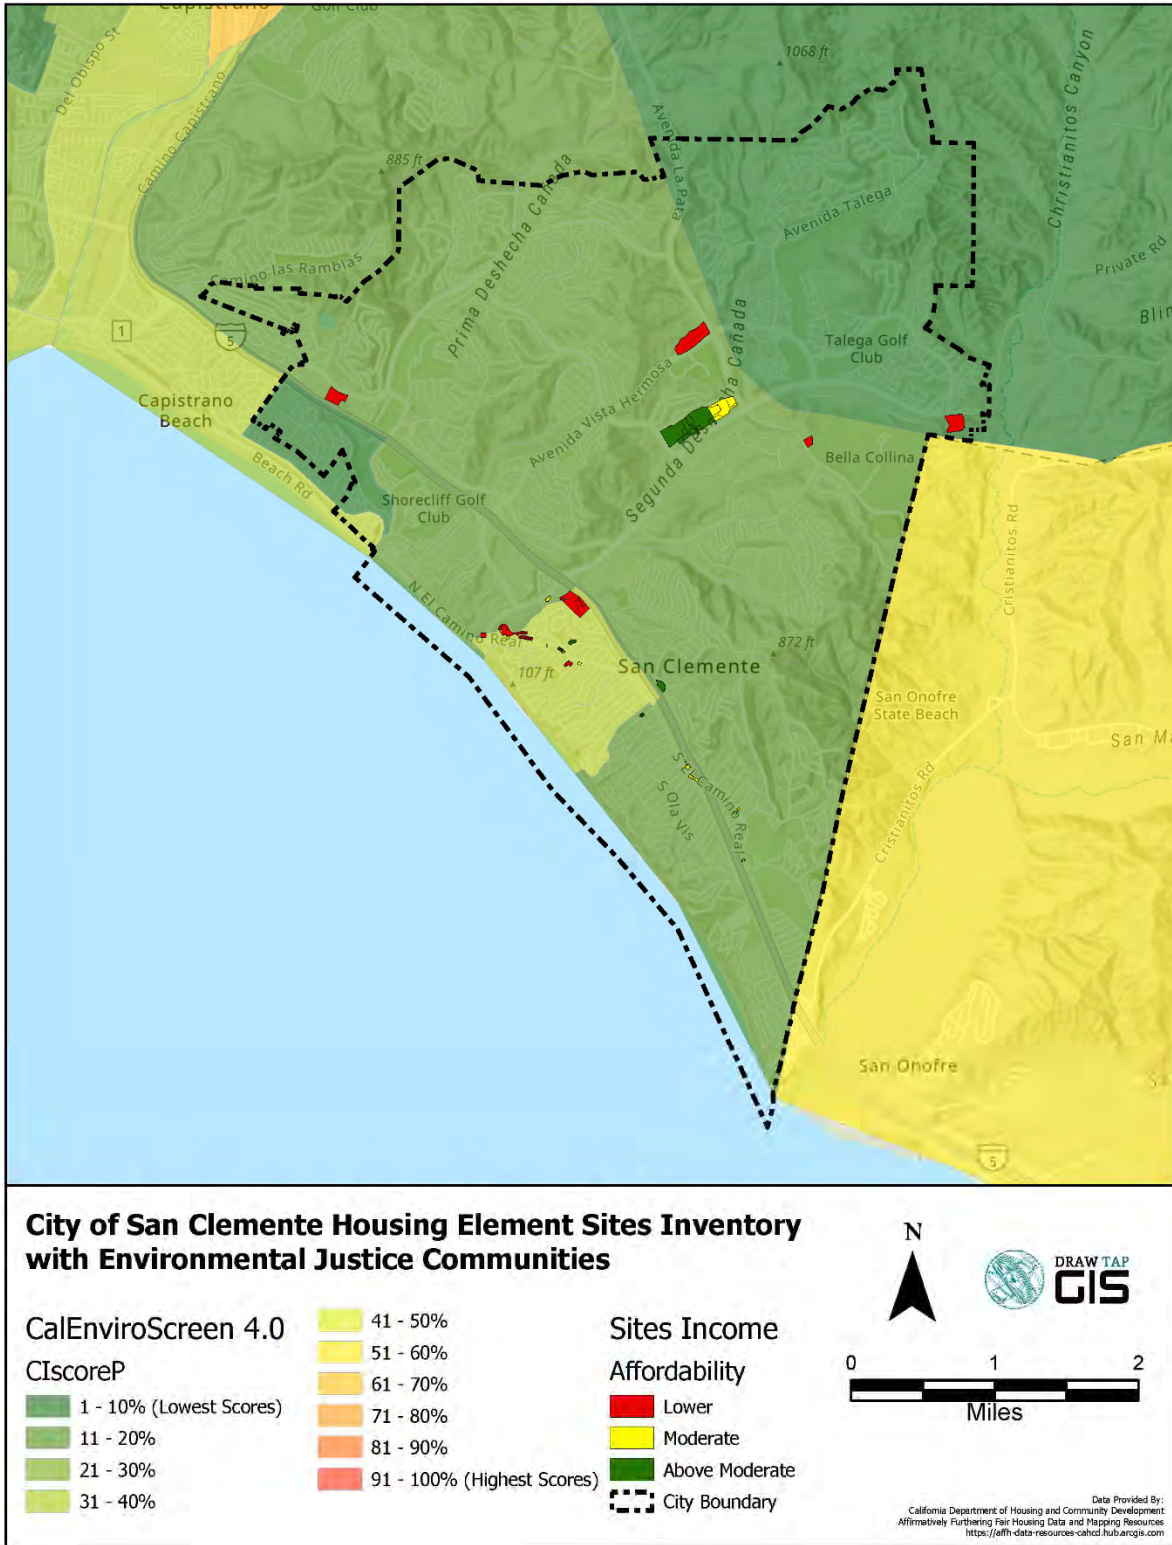 Capistrano
Golf Club
Del Obispo St
Camino Capistrano
1068 ft
Christianitos Canyon
885 ft
Avenida La Pata
Prima Deshecha Cañada
Avenida Talega
Private Rd
Camino las Ramblas
1
5
Talega Golf
Club
Segunda Deshecha Cañada
Avenida Vista Hermosa
Capistrano
Beach
Beach Rd
Bella Collina
Shorecliff Golf
Club
Cristianitos Rd
N El Camino Real
107 ft
San Clemente
872 ft
San Onofre
State Beach
S El Camino Real
S Ola Vis
Cristianitos Rd
San Onofre
5
City of San Clemente Housing Element Sites Inventory
with Environmental Justice Communities
CalEnviroScreen 4.0
CIscoreP
1 - 10% (Lowest Scores)
11 - 20%
21 - 30%
31 - 40%
41 - 50%
51 - 60%
61 - 70%
71 - 80%
81 - 90%
91 - 100% (Highest Scores)
Sites Income
Affordability
Lower
Moderate
Above Moderate
City Boundary
N
DRAW TAP
GIS
0 1 2
Miles
Data Provided By:
California Department of Housing and Community Development
Affirmatively Furthering Fair Housing Data and Mapping Resources
https://affh-data-resources-cahcd.hub.arcgis.com